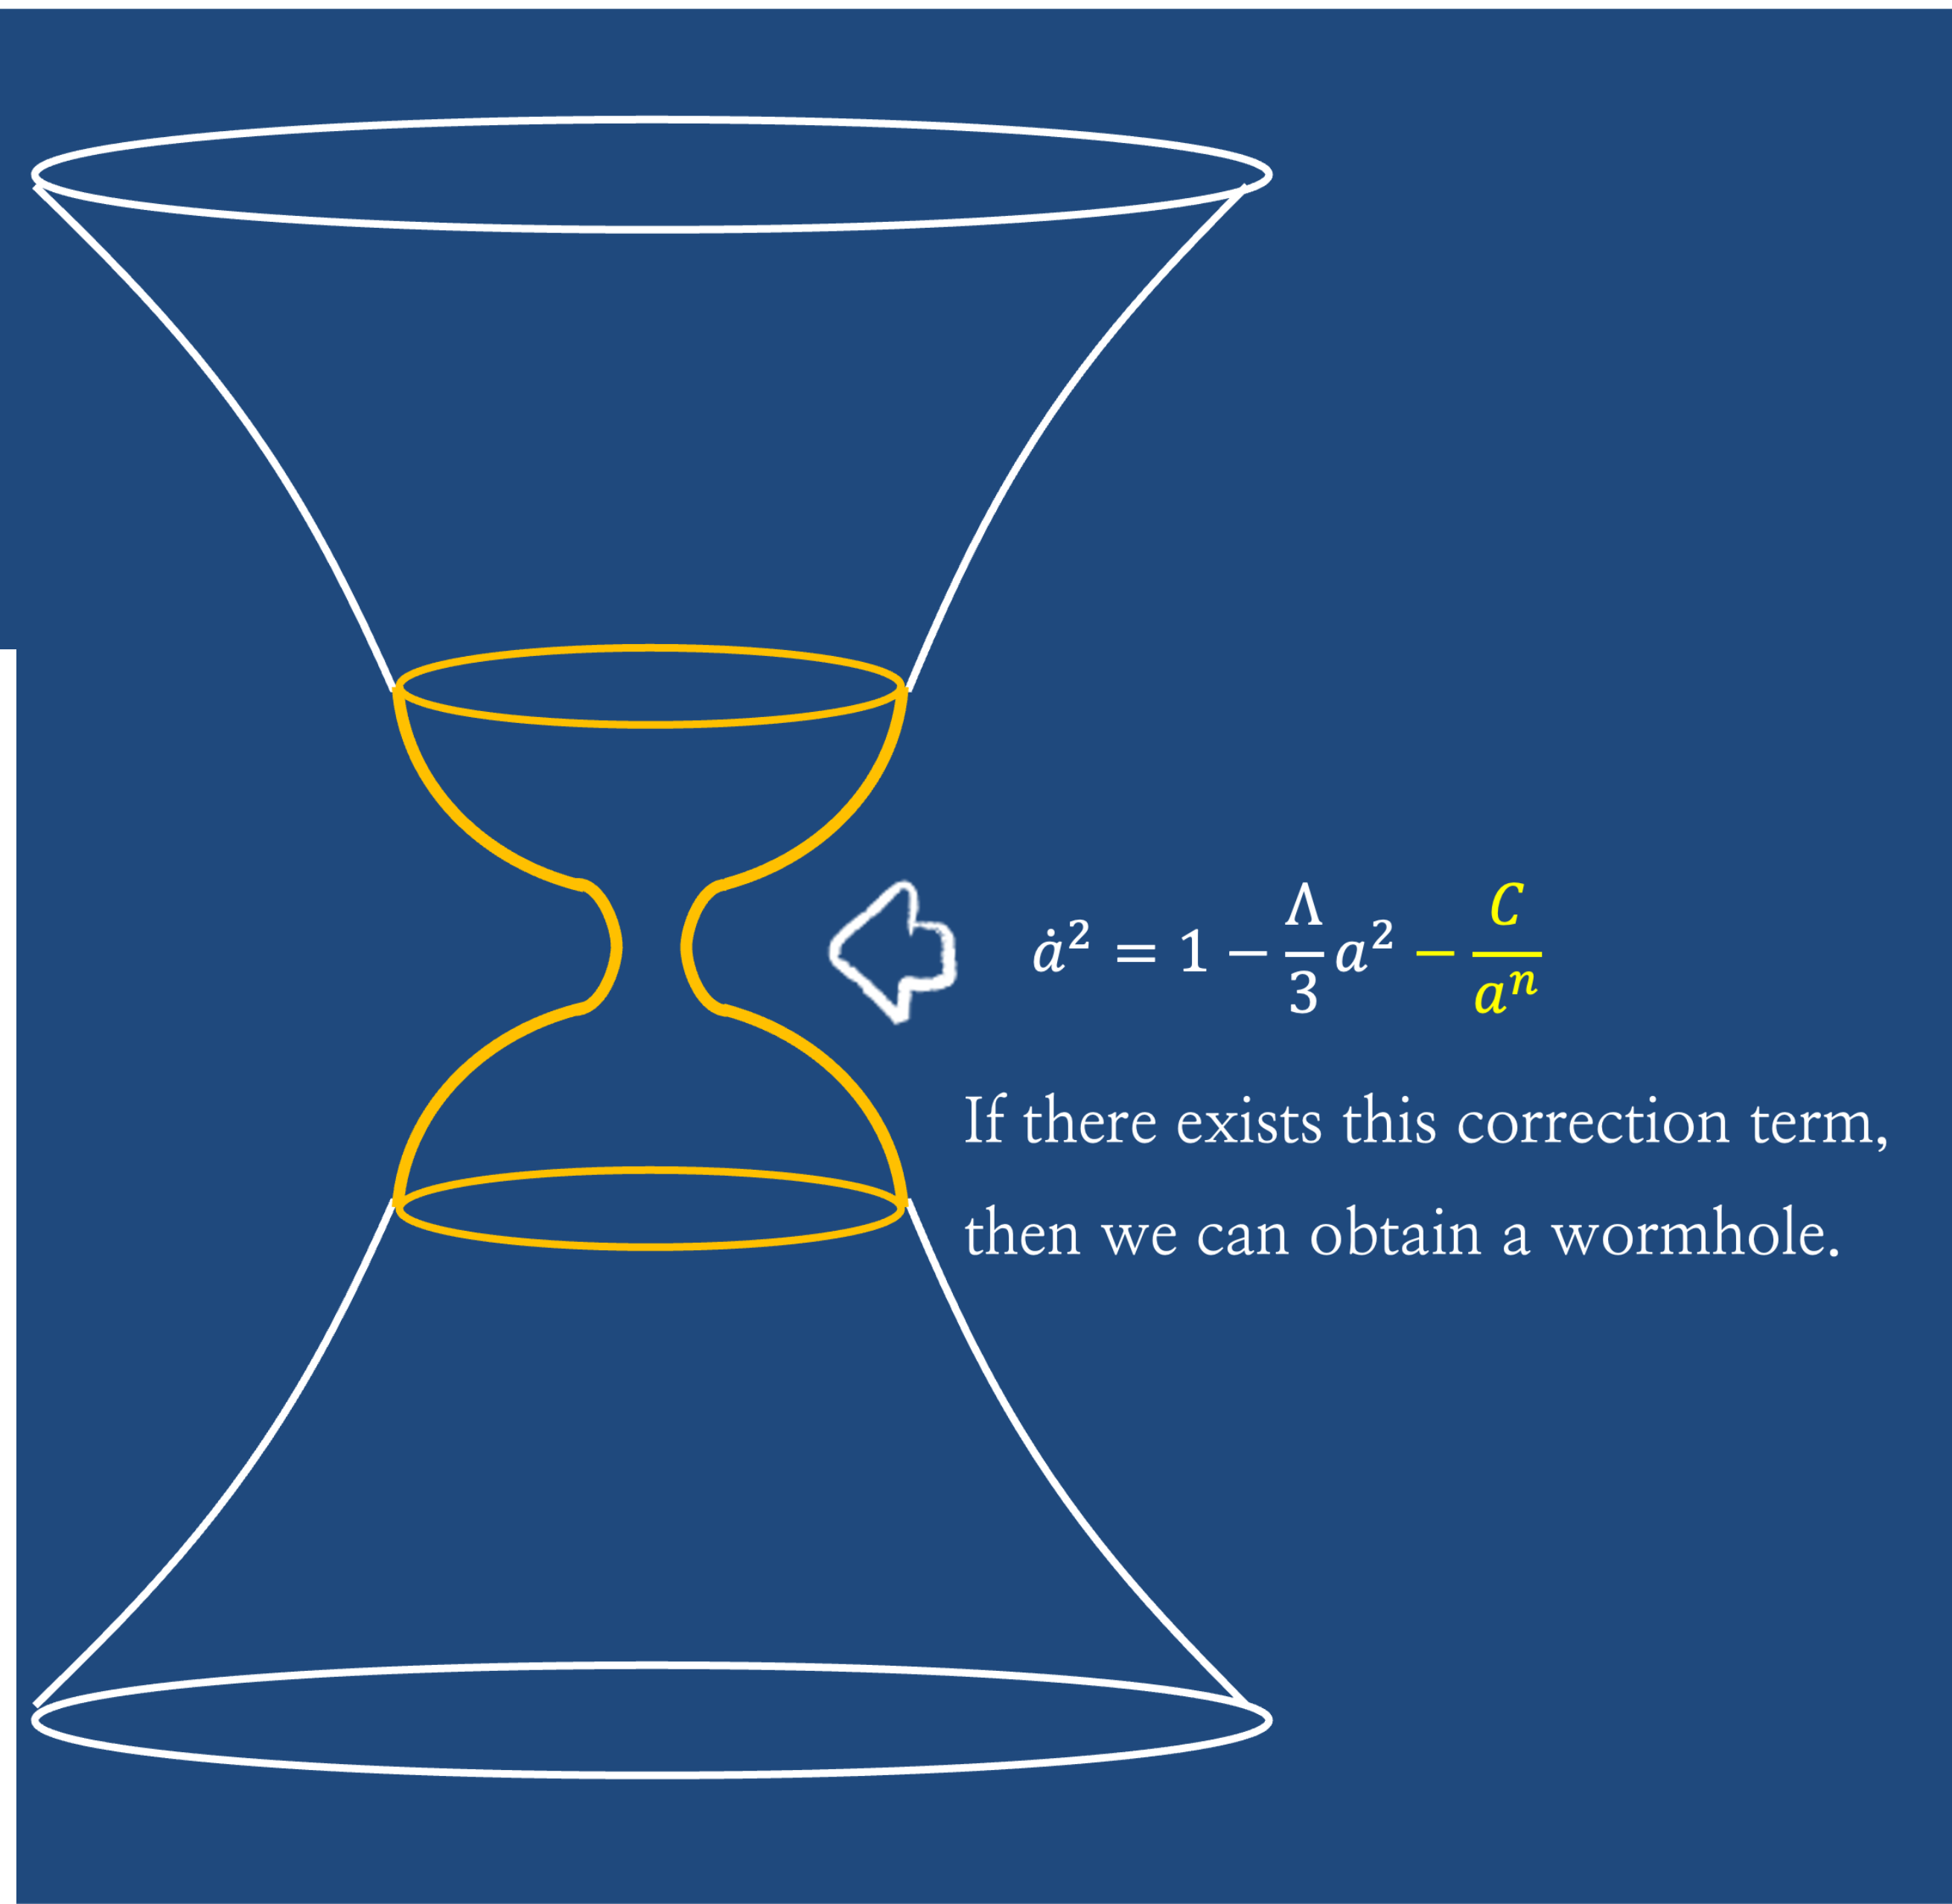 ȧ² = 1 − Λ/3 a² − C/aⁿ
If there exists this correction term,
then we can obtain a wormhole.